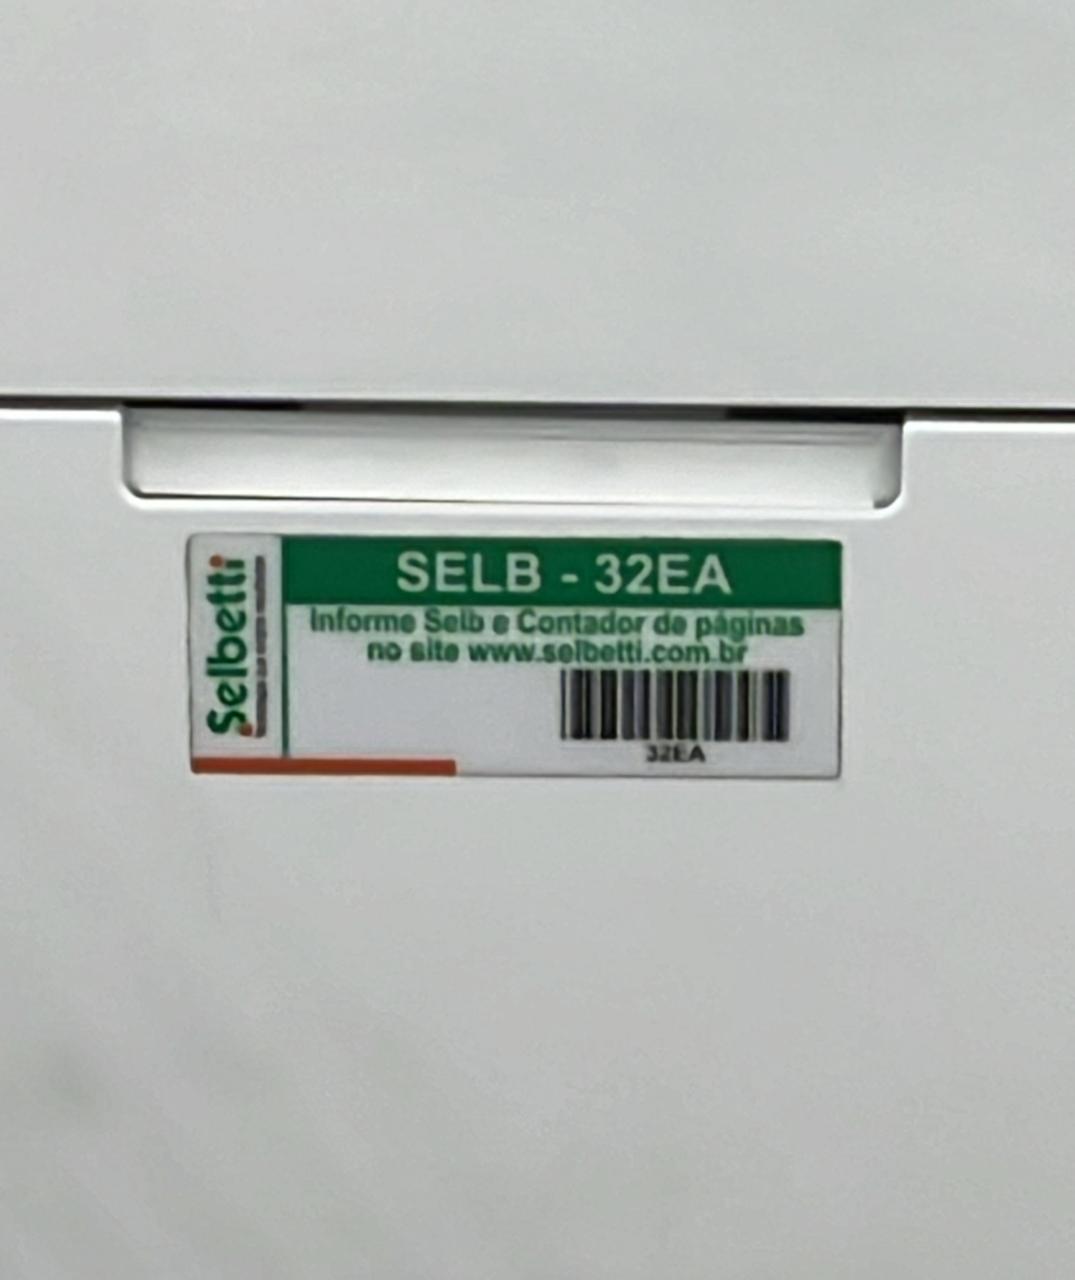 Selbetti
SELB - 32EA
Informe Selb e Contador de páginas
no site www.selbetti.com.br
32EA